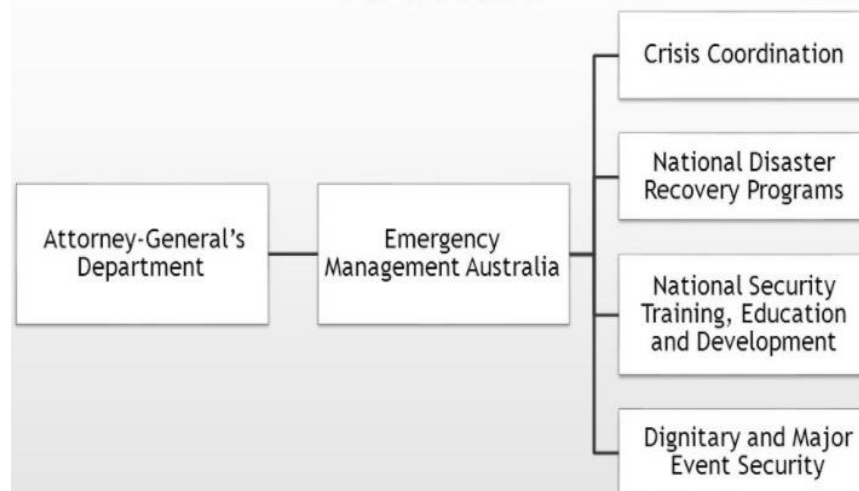 Attorney-General's
Department
Emergency
Management Australia
Crisis Coordination
National Disaster
Recovery Programs
National Security
Training, Education
and Development
Dignitary and Major
Event Security